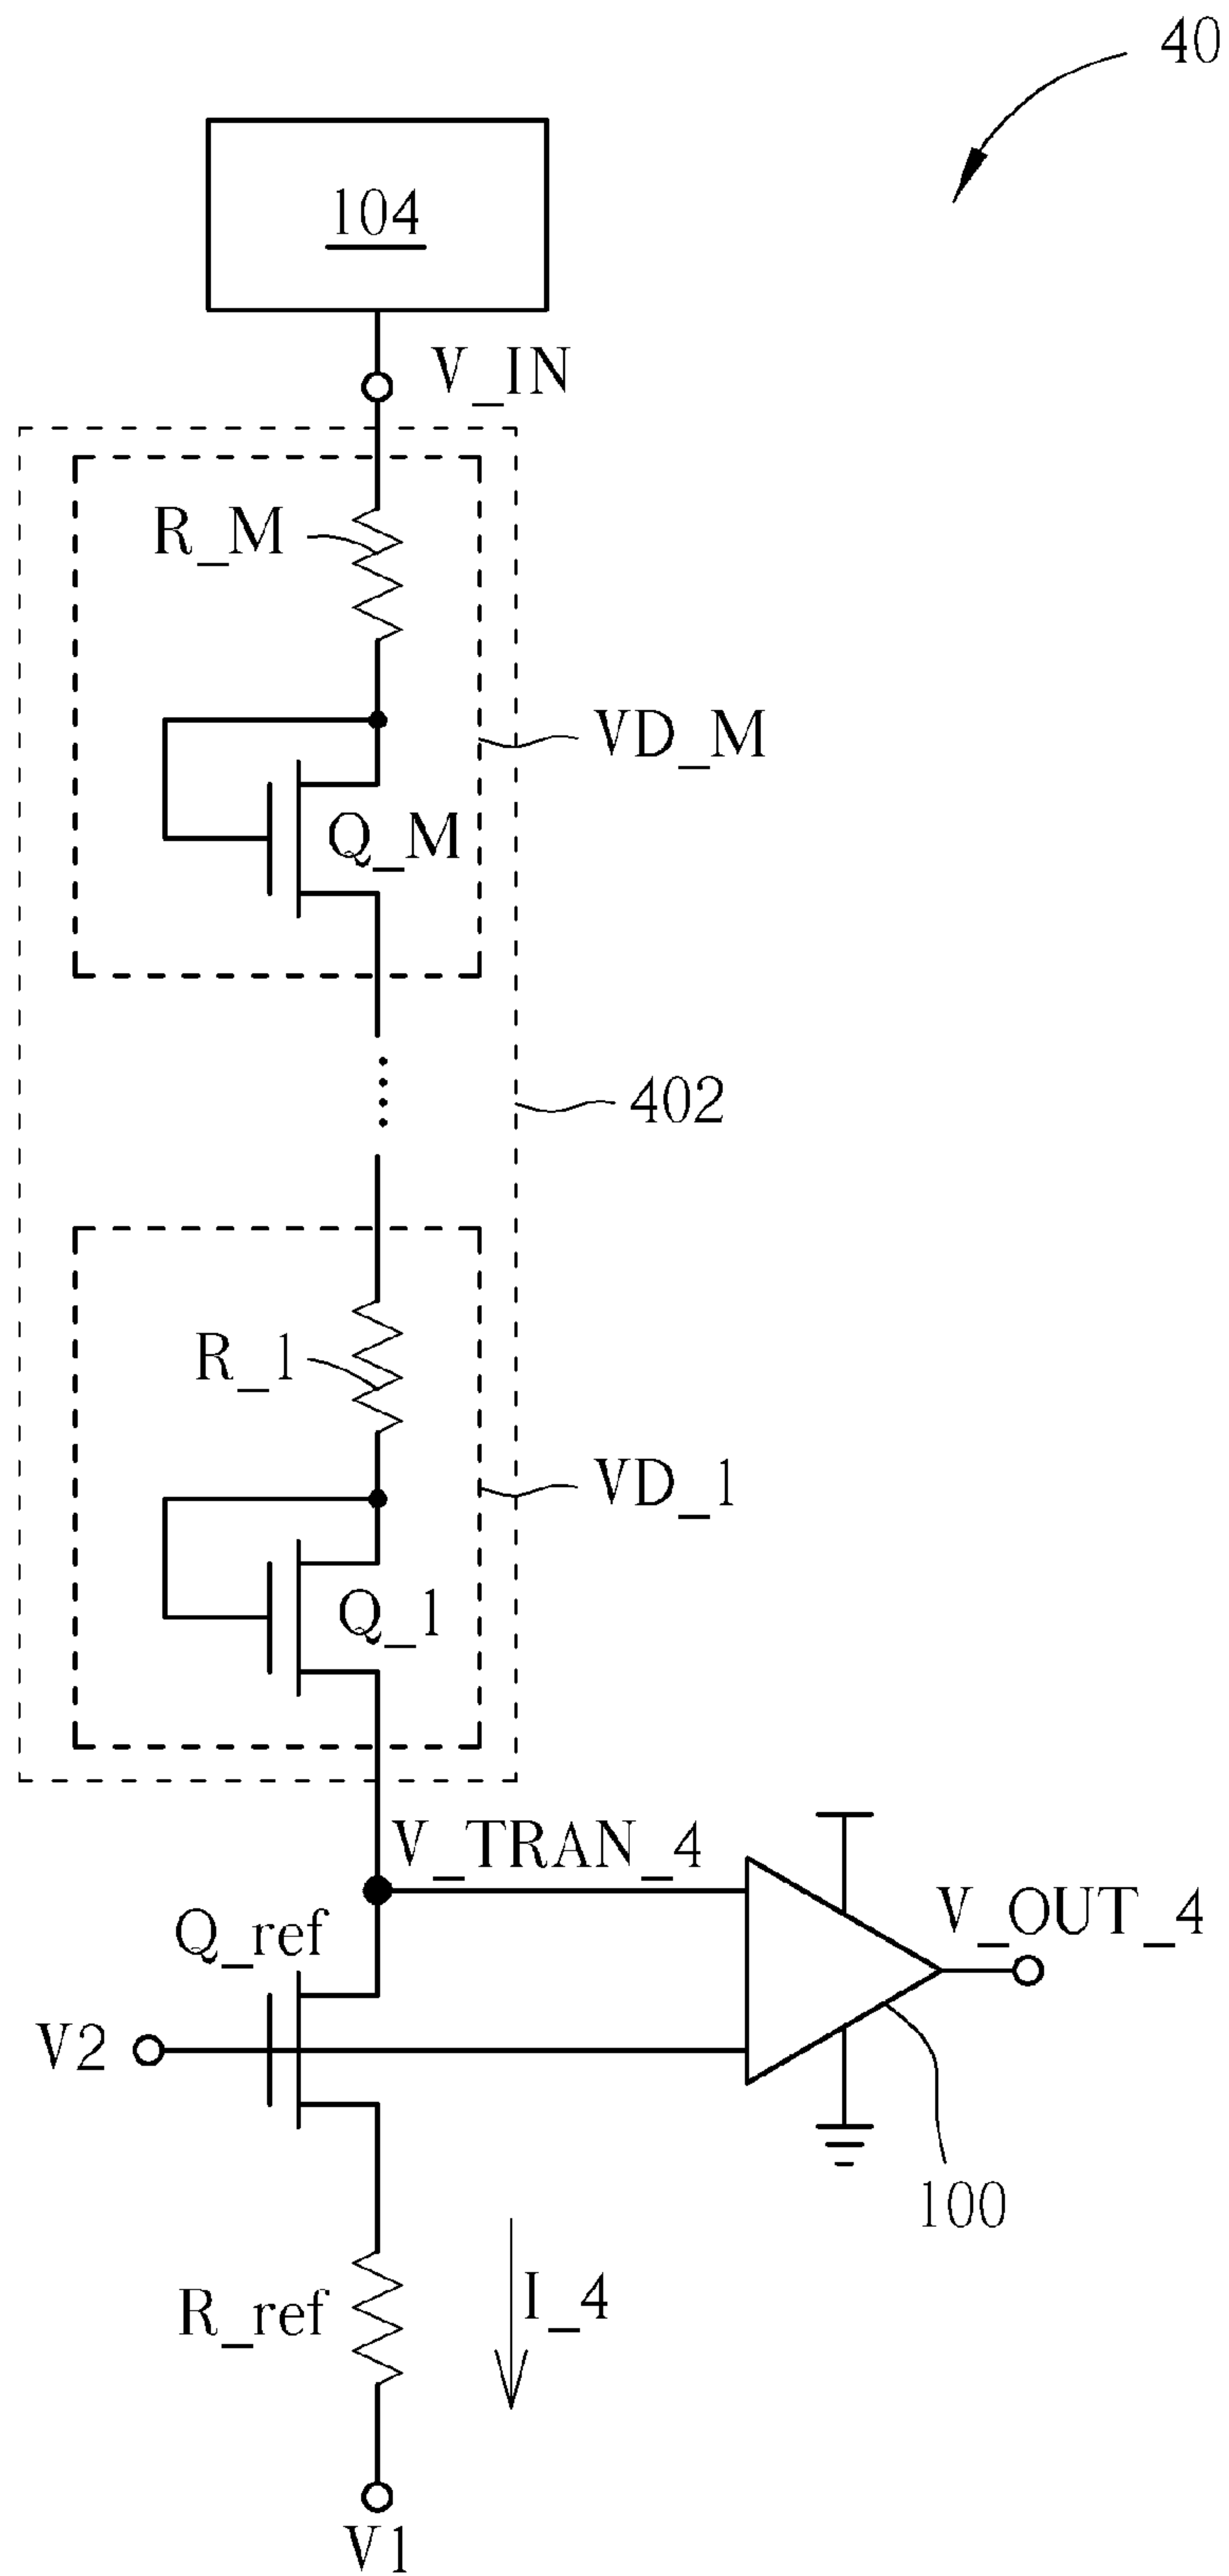 40
104
V_IN
R_M
VD_M
Q_M
402
R_1
VD_1
Q_1
V_TRAN_4
Q_ref
V_OUT_4
V2
100
R_ref
I_4
V1